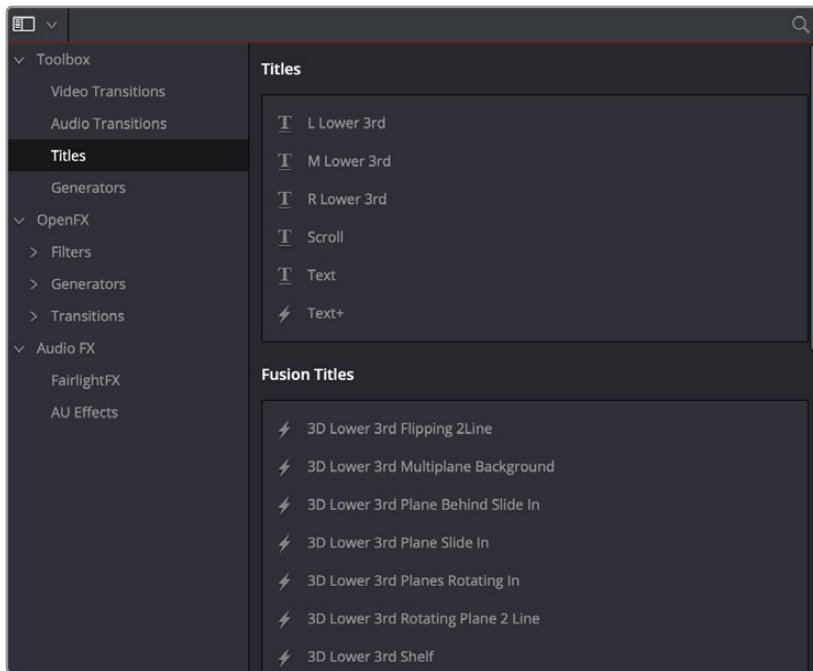 Toolbox
Video Transitions
Audio Transitions
Titles
Generators
OpenFX
Filters
Generators
Transitions
Audio FX
FairlightFX
AU Effects
Titles
L Lower 3rd
M Lower 3rd
R Lower 3rd
Scroll
Text
Text+
Fusion Titles
3D Lower 3rd Flipping 2Line
3D Lower 3rd Multiplane Background
3D Lower 3rd Plane Behind Slide In
3D Lower 3rd Plane Slide In
3D Lower 3rd Planes Rotating In
3D Lower 3rd Rotating Plane 2 Line
3D Lower 3rd Shelf